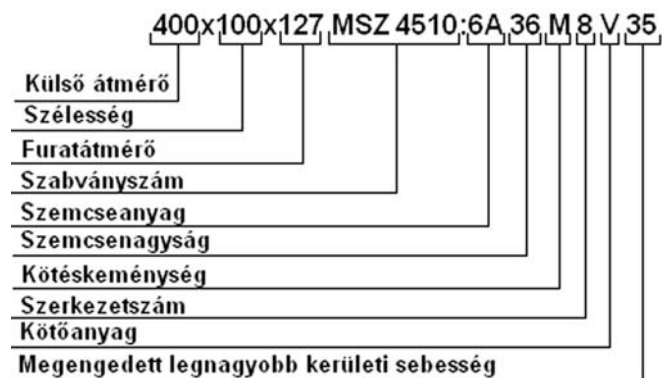 400x100x127 MSZ 4510:6A 36 M 8 V 35
Külső átmérő
Szélesség
Furatátmérő
Szabványszám
Szemcseanyag
Szemcsenagyság
Kötéskeménység
Szerkezetszám
Kötőanyag
Megengedett legnagyobb kerületi sebesség